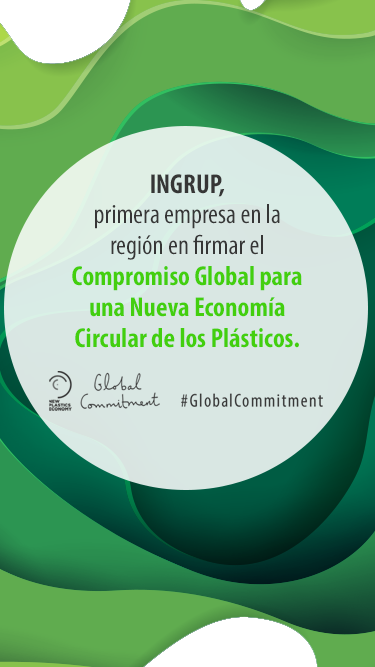 INGRUP,
primera empresa en la
región en firmar el
Compromiso Global para
una Nueva Economía
Circular de los Plásticos.
NEW
PLASTICS
ECONOMY
Global
Commitment
#GlobalCommitment